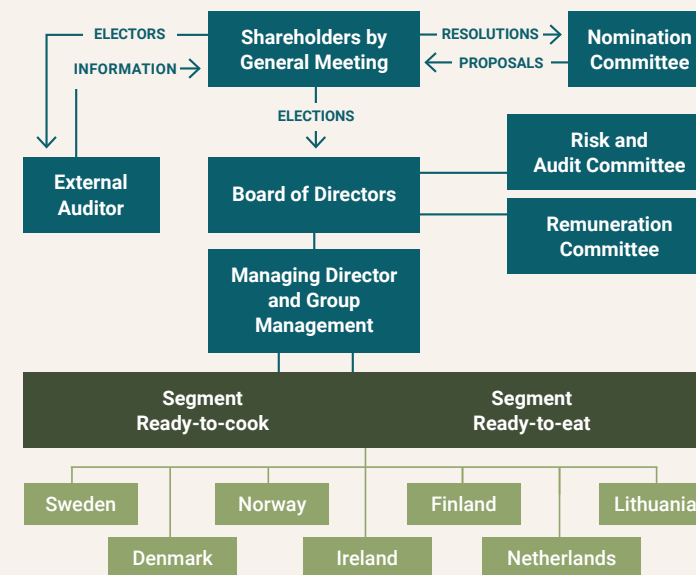 ELECTORS
INFORMATION
Shareholders by
General Meeting
RESOLUTIONS
PROPOSALS
Nomination
Committee
ELECTIONS
External
Auditor
Board of Directors
Risk and
Audit Committee
Remuneration
Committee
Managing Director
and Group
Management
Segment
Ready-to-cook
Segment
Ready-to-eat
Sweden
Norway
Finland
Lithuania
Denmark
Ireland
Netherlands